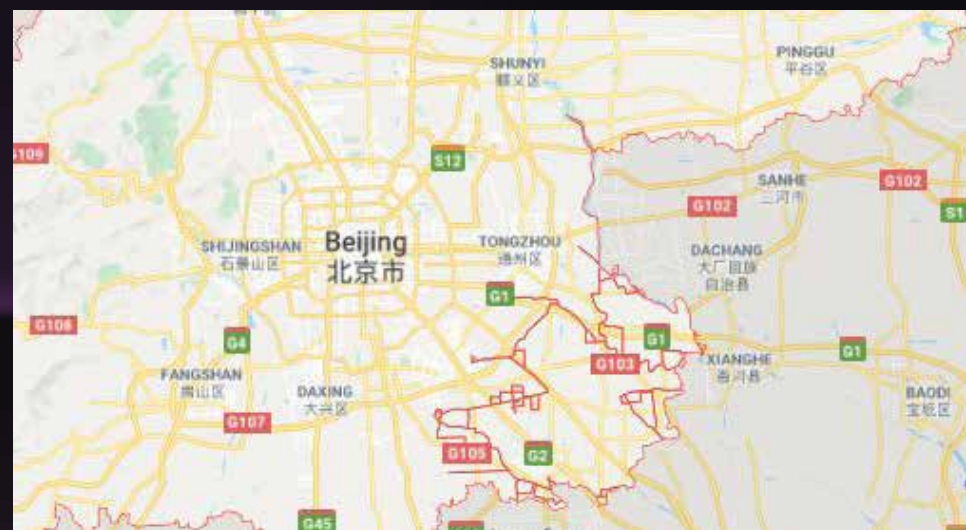 SHUNYI
顺义区
PINGGU
平谷区
G109
S12
SANHE
三河市
G102
G102
S1
SHIJINGSHAN
石景山区
Beijing
北京市
TONGZHOU
通州区
DACHANG
大厂回族
自治县
G1
G108
G4
G1
G1
G103
XIANGHE
香河县
FANGSHAN
房山区
DAXING
大兴区
BAODI
宝坻区
G107
G105
G2
G45